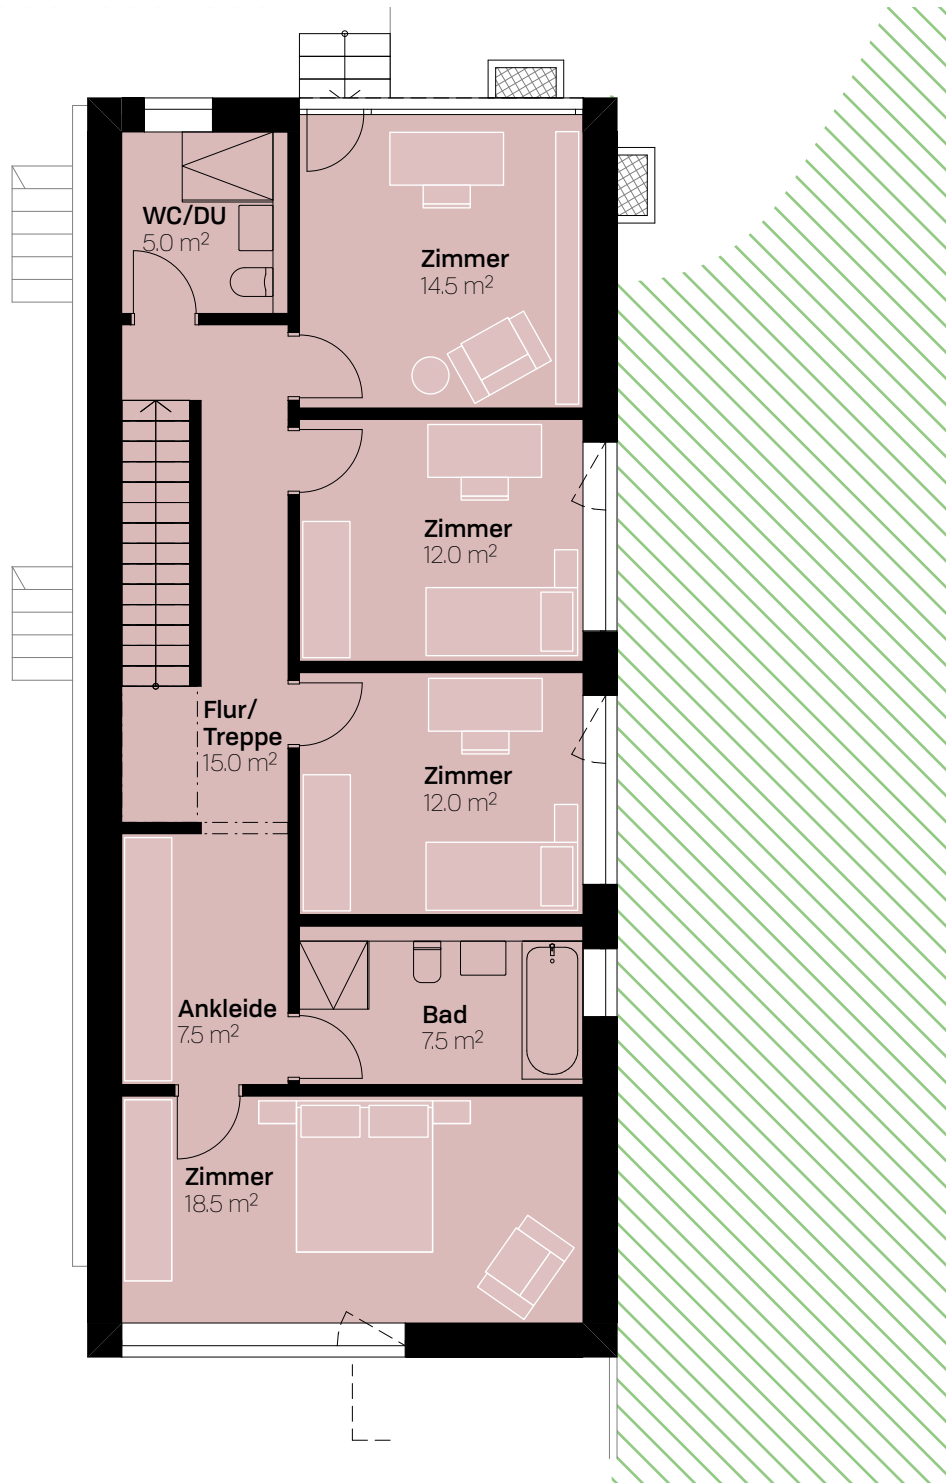 WC/DU
5.0 m²
Zimmer
14.5 m²
Zimmer
12.0 m²
Flur/
Treppe
15.0 m²
Zimmer
12.0 m²
Ankleide
7.5 m²
Bad
7.5 m²
Zimmer
18.5 m²